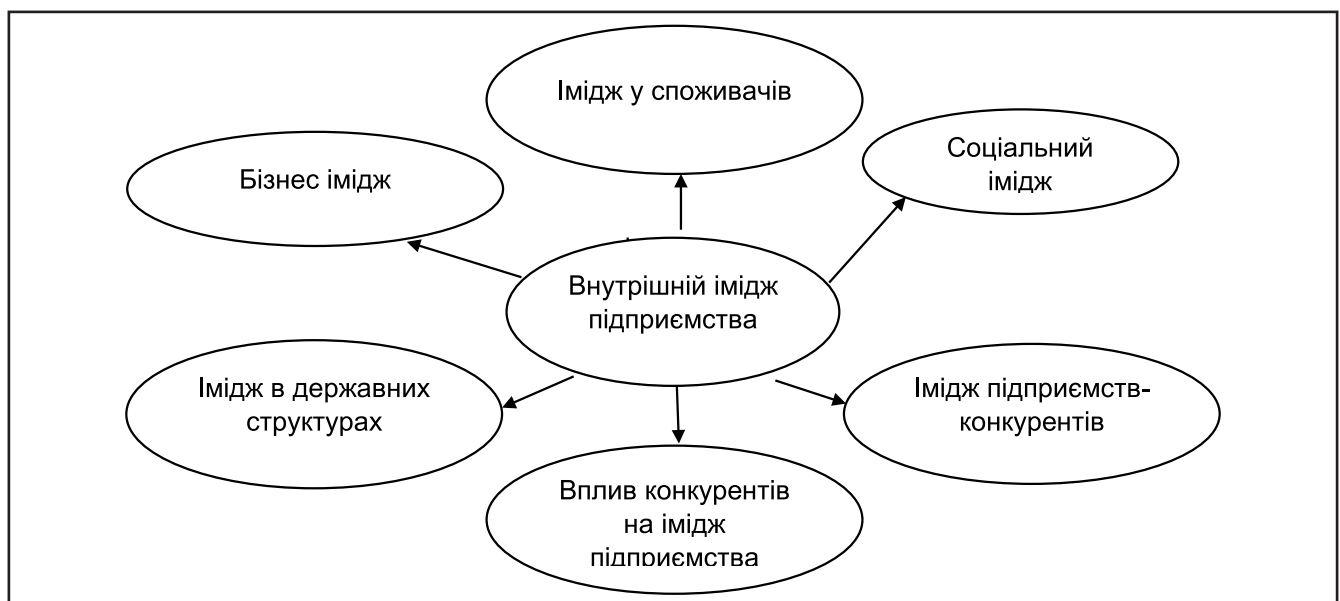 Імідж у споживачів
Соціальний
імідж
Бізнес імідж
Внутрішній імідж
підприємства
Імідж в державних
структурах
Імідж підприємств-
конкурентів
Вплив конкурентів
на імідж
підприємства